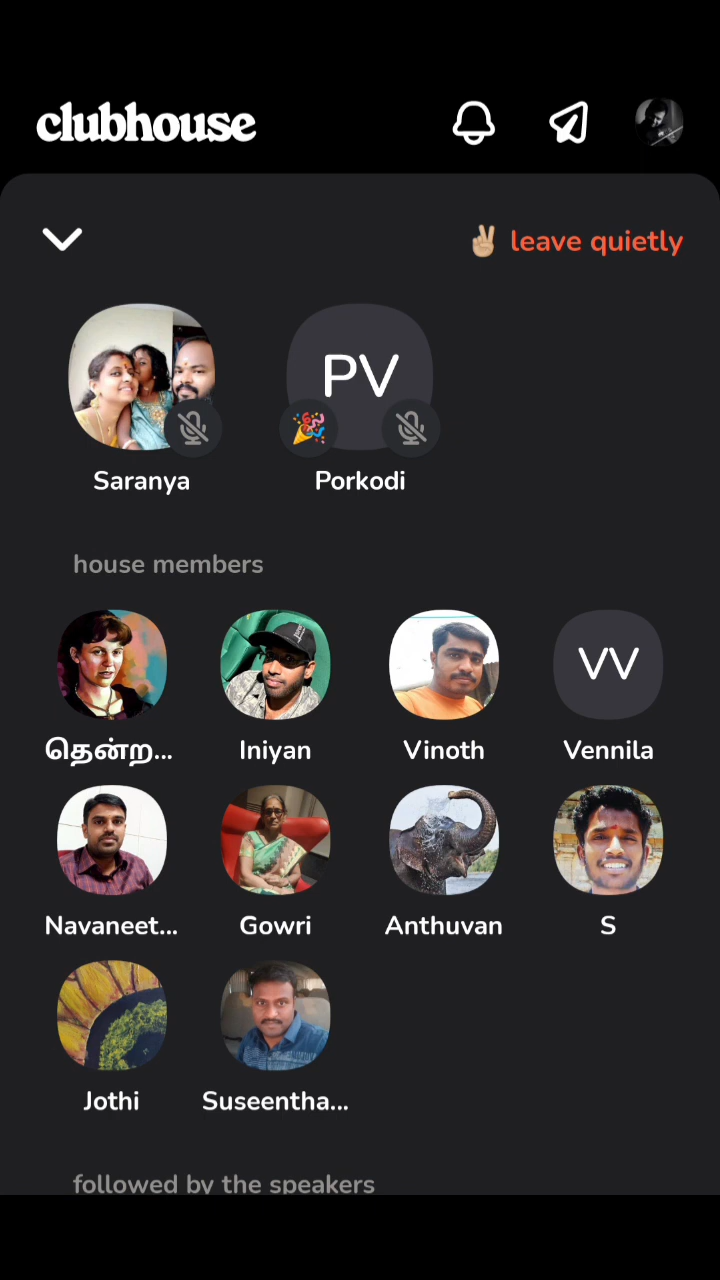 clubhouse
leave quietly
PV
Saranya
Porkodi
house members
VV
தென்ற...
Iniyan
Vinoth
Vennila
Navaneet...
Gowri
Anthuvan
S
Jothi
Suseentha...
followed by the speakers